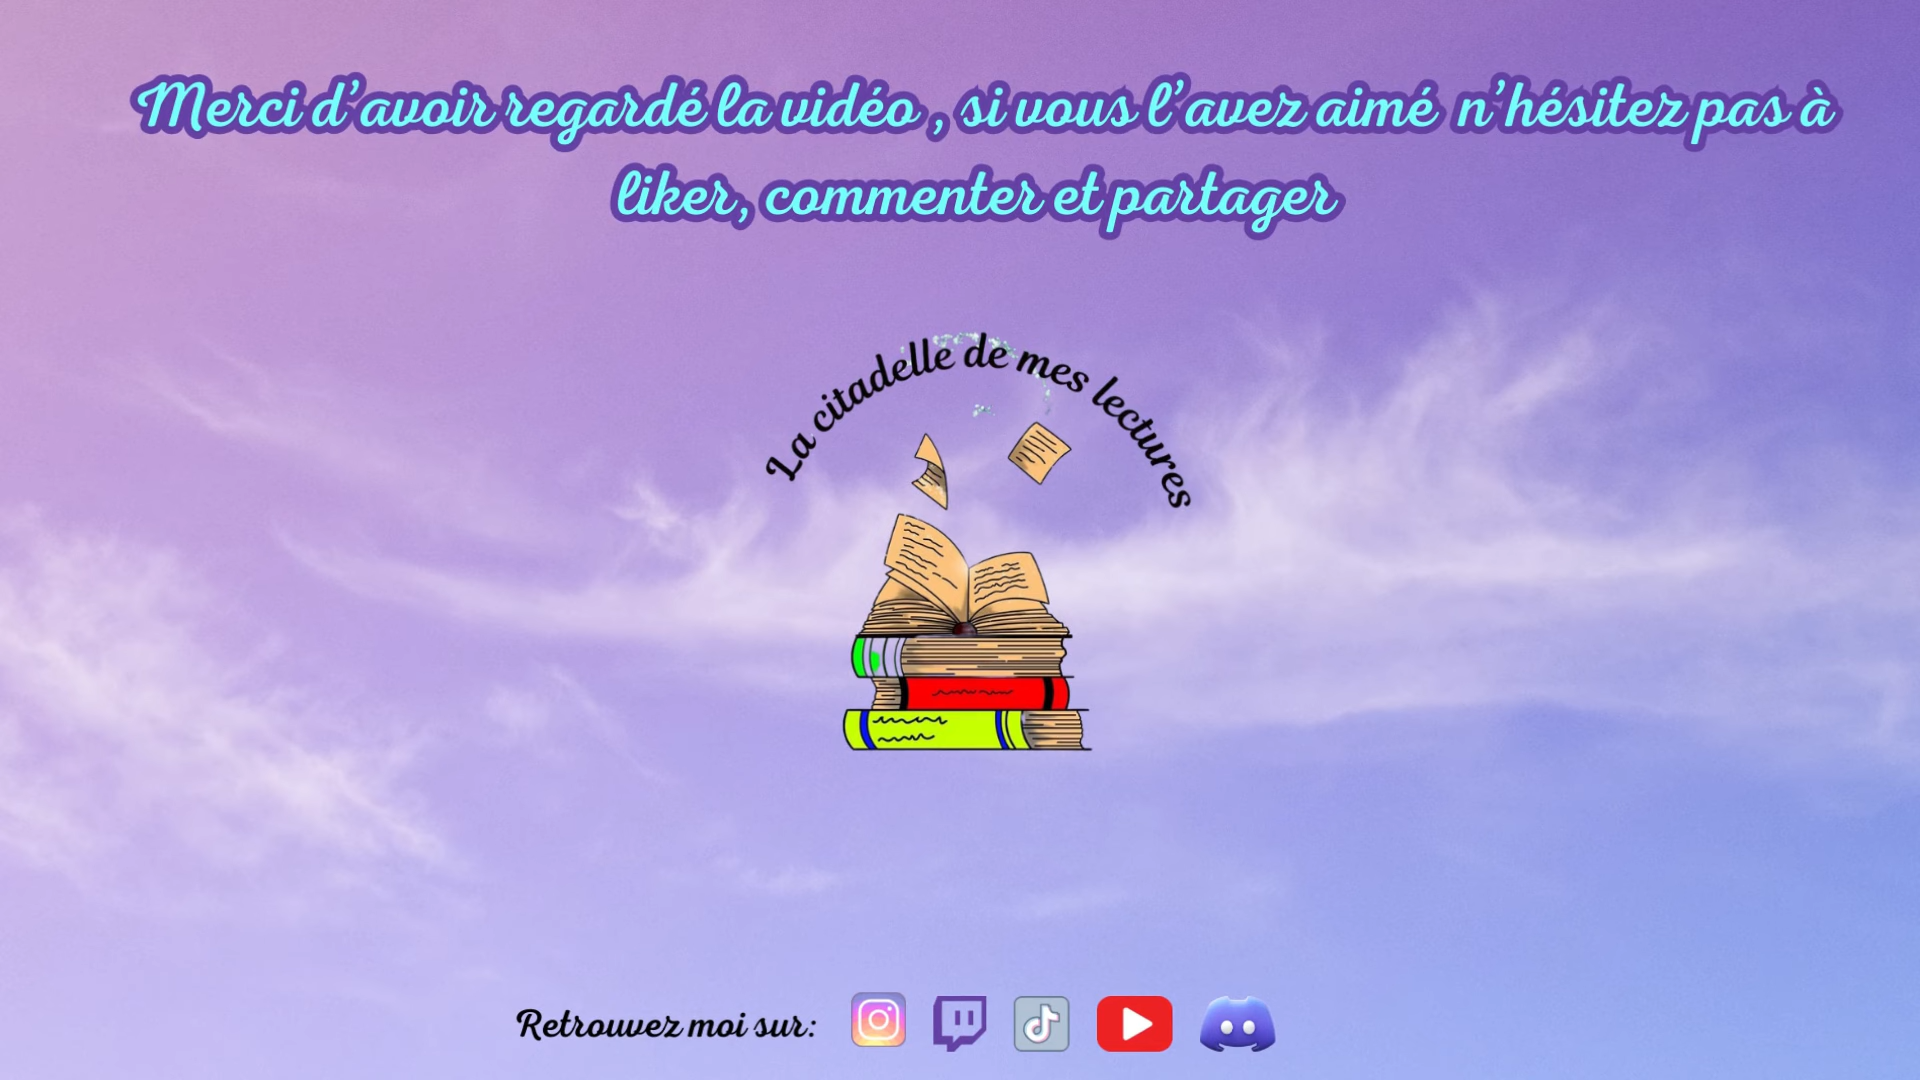 Merci d'avoir regardé la vidéo , si vous l'avez aimé n'hésitez pas à
liker, commenter et partager
La citadelle de mes lectures
Retrouvez moi sur: